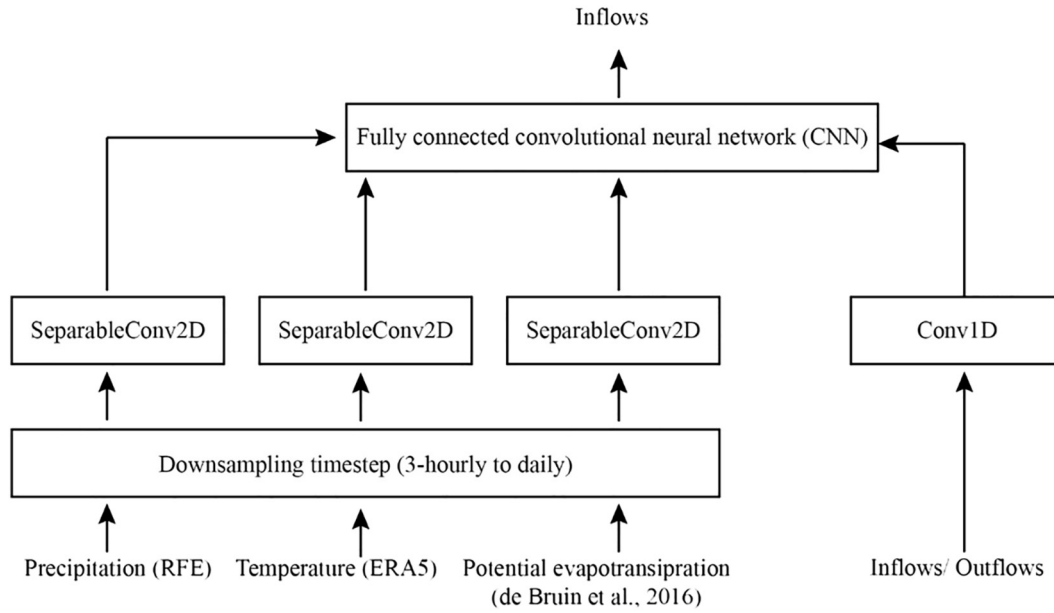 Inflows
Fully connected convolutional neural network (CNN)
SeparableConv2D
SeparableConv2D
SeparableConv2D
Conv1D
Downsampling timestep (3-hourly to daily)
Precipitation (RFE)
Temperature (ERA5)
Potential evapotransipration
(de Bruin et al., 2016)
Inflows/ Outflows